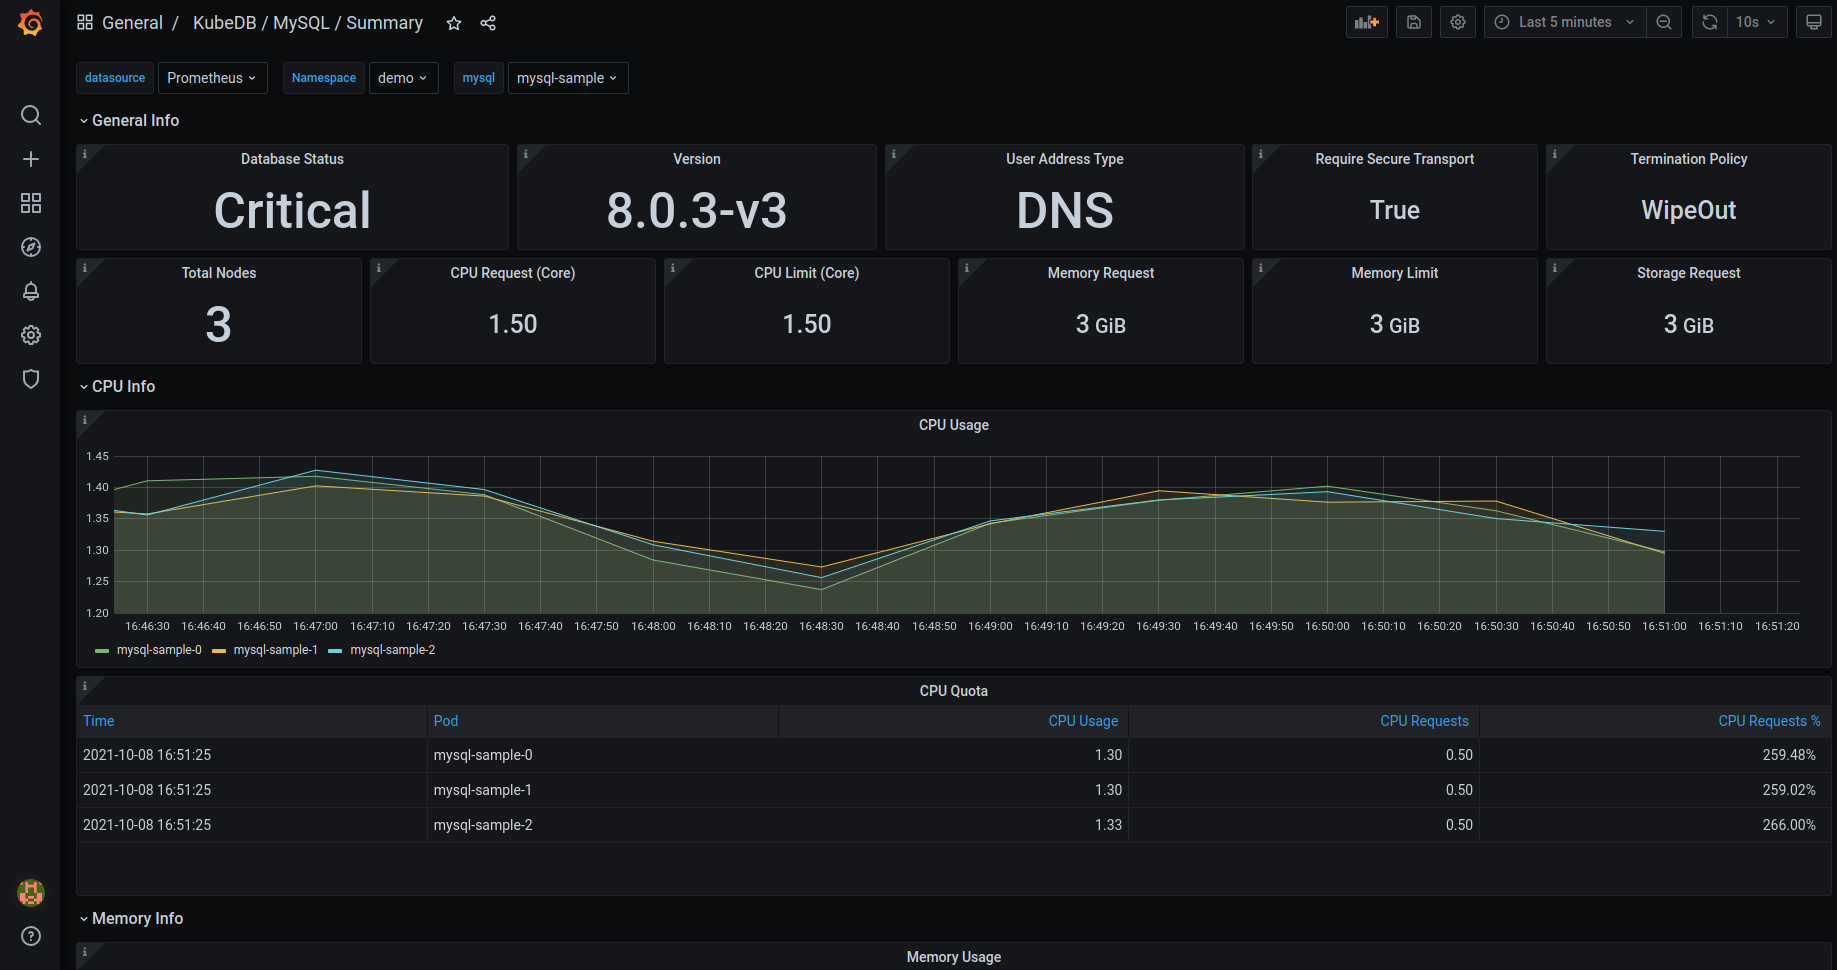 General / KubeDB / MySQL / Summary Last 5 minutes 10s
datasource Prometheus Namespace demo mysql mysql-sample
General Info
Database Status Version User Address Type Require Secure Transport Termination Policy
Critical 8.0.3-v3 DNS True WipeOut
Total Nodes CPU Request (Core) CPU Limit (Core) Memory Request Memory Limit Storage Request
3 1.50 1.50 3 GiB 3 GiB 3 GiB
CPU Info
CPU Usage
1.45
1.40
1.35
1.30
1.25
1.20
16:46:30 16:46:40 16:46:50 16:47:00 16:47:10 16:47:20 16:47:30 16:47:40 16:47:50 16:48:00 16:48:10 16:48:20 16:48:30 16:48:40 16:48:50 16:49:00 16:49:10 16:49:20 16:49:30 16:49:40 16:49:50 16:50:00 16:50:10 16:50:20 16:50:30 16:50:40 16:50:50 16:51:00 16:51:10 16:51:20
mysql-sample-0 mysql-sample-1 mysql-sample-2
CPU Quota
Time Pod CPU Usage CPU Requests CPU Requests %
2021-10-08 16:51:25 mysql-sample-0 1.30 0.50 259.48%
2021-10-08 16:51:25 mysql-sample-1 1.30 0.50 259.02%
2021-10-08 16:51:25 mysql-sample-2 1.33 0.50 266.00%
Memory Info
Memory Usage